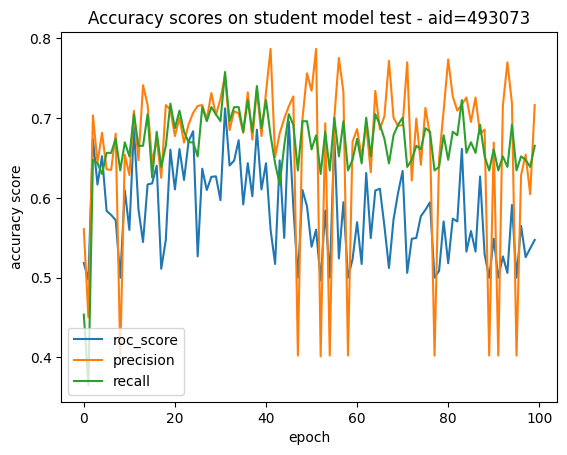 Accuracy scores on student model test - aid=493073
accuracy score
0.8
0.7
0.6
0.5
0.4
roc_score
precision
recall
0
20
40
60
80
100
epoch